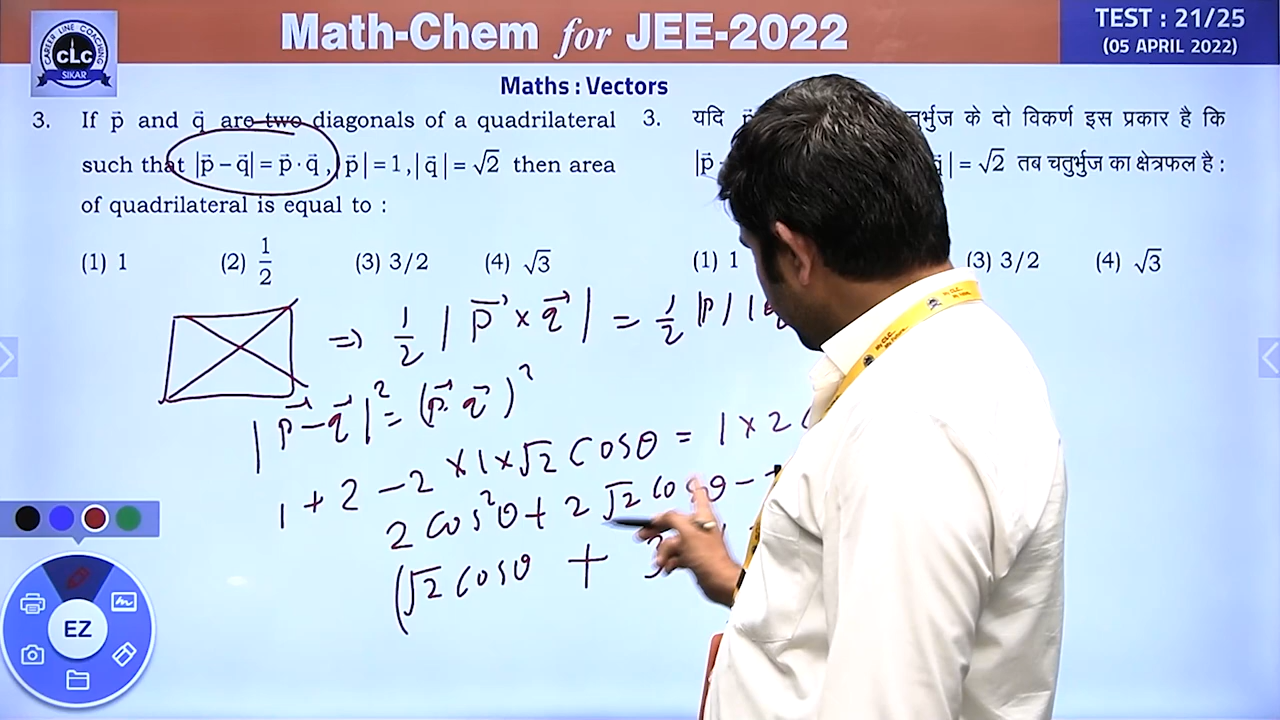 Math-Chem for JEE-2022
TEST : 21/25
(05 APRIL 2022)
CAREER LINE COACHING
CLC
SIKAR
Maths : Vectors
3. If p⃗ and q⃗ are two diagonals of a quadrilateral
such that |p⃗ − q⃗| = p⃗ · q⃗, |p⃗| = 1, |q⃗| = √2 then area
of quadrilateral is equal to :
(1) 1 (2) 1/2 (3) 3/2 (4) √3
3. यदि के दो विकर्ण इस प्रकार है कि
| = √2 तब चतुर्भुज का क्षेत्रफल है :
(1) 1 (3) 3/2 (4) √3
⇒ 1/2 |p⃗ × q⃗| = 1/2 |p| |
|p⃗ − q⃗|² = (p⃗ · q⃗)²
1 + 2 − 2 × 1 × √2 cosθ = 1 × 2
2 cos²θ + 2√2 cosθ −
(√2 cosθ + 3
EZ